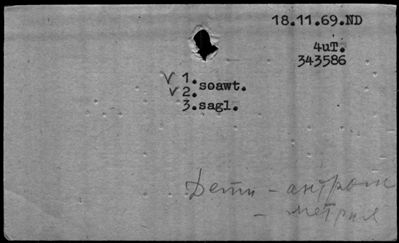 18.11.69.ND
4uT.
343586
✓ 1.soawt.
✓ 2.
3.sagl.
Дети - антропо
- метрия